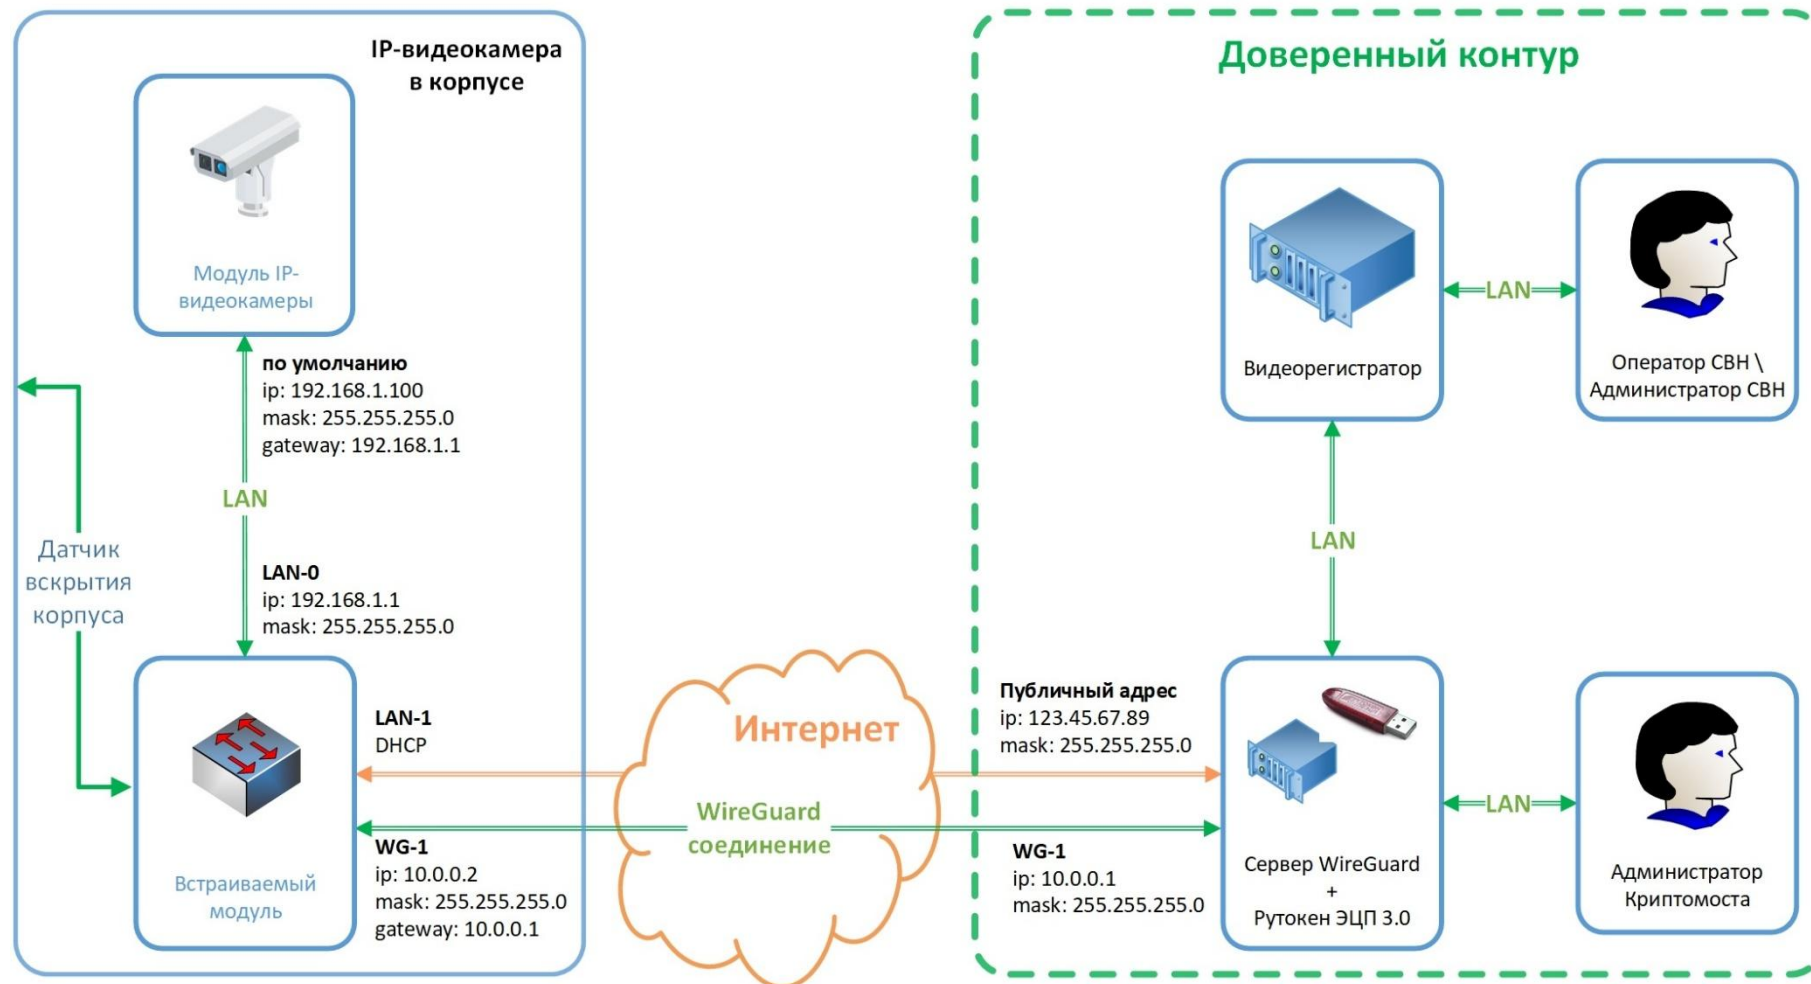 IP-видеокамера
в корпусе
Модуль IP-
видеокамеры
по умолчанию
ip: 192.168.1.100
mask: 255.255.255.0
gateway: 192.168.1.1
LAN
Датчик
вскрытия
корпуса
LAN-0
ip: 192.168.1.1
mask: 255.255.255.0
Встраиваемый
модуль
LAN-1
DHCP
WG-1
ip: 10.0.0.2
mask: 255.255.255.0
gateway: 10.0.0.1
Интернет
WireGuard
соединение
Доверенный контур
Видеорегистратор
LAN
Оператор СВН \
Администратор СВН
LAN
Публичный адрес
ip: 123.45.67.89
mask: 255.255.255.0
WG-1
ip: 10.0.0.1
mask: 255.255.255.0
Сервер WireGuard
+
Рутокен ЭЦП 3.0
LAN
Администратор
Криптомоста